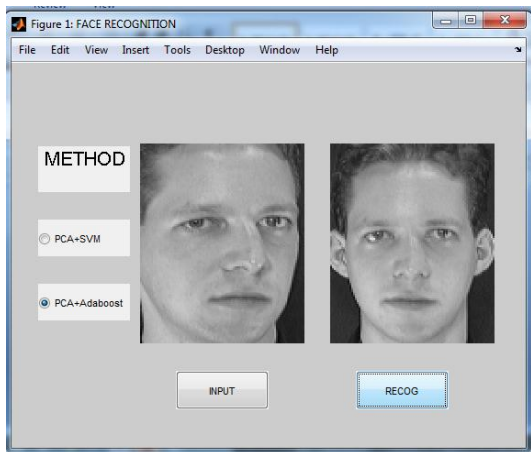 Figure 1: FACE RECOGNITION
File Edit View Insert Tools Desktop Window Help
METHOD
PCA+SVM
PCA+Adaboost
INPUT
RECOG